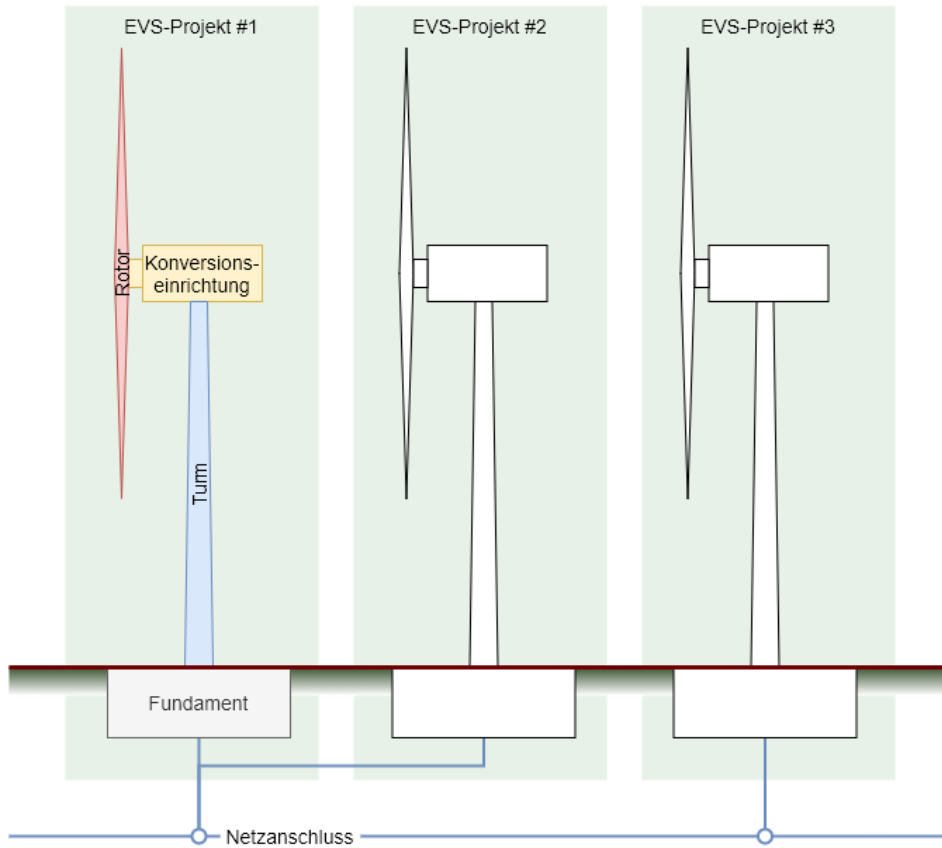 EVS-Projekt #1
EVS-Projekt #2
EVS-Projekt #3
Rotor
Konversions-
einrichtung
Turm
Fundament
Netzanschluss